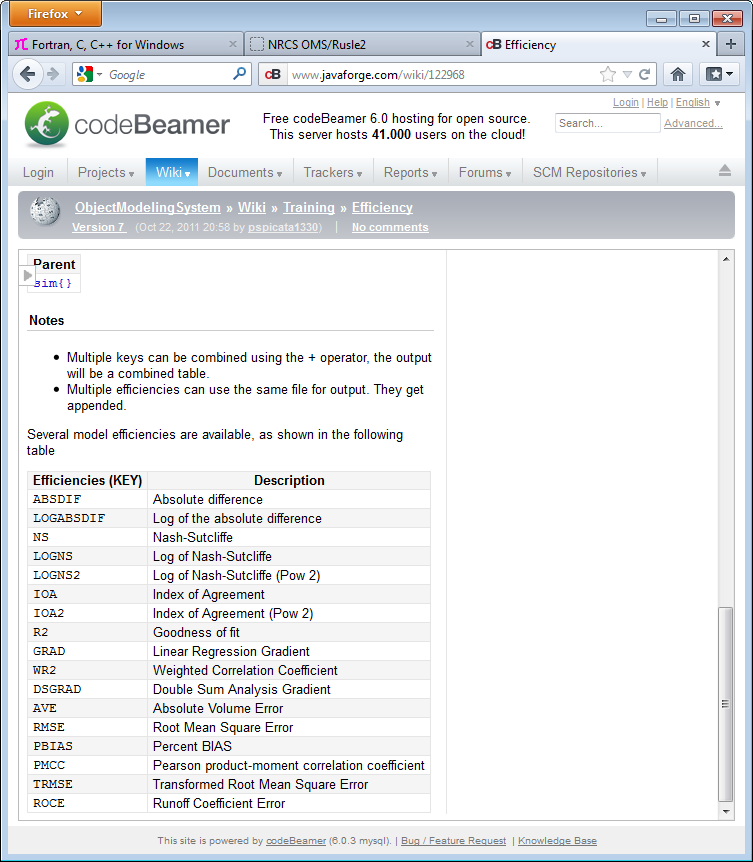 Firefox
Fortran, C, C++ for Windows
NRCS OMS/Rusle2
cB Efficiency
Google
cB www.javaforge.com/wiki/122968
Login | Help | English
codeBeamer
Free codeBeamer 6.0 hosting for open source.
This server hosts 41.000 users on the cloud!
Search...
Advanced...
Login Projects Wiki Documents Trackers Reports Forums SCM Repositories
ObjectModelingSystem » Wiki » Training » Efficiency
Version 7 (Oct 22, 2011 20:58 by pspicata1330) | No comments
Parent
sim{}
Notes
• Multiple keys can be combined using the + operator, the output
will be a combined table.
• Multiple efficiencies can use the same file for output. They get
appended.
Several model efficiencies are available, as shown in the following
table
Efficiencies (KEY) Description
ABSDIF Absolute difference
LOGABSDIF Log of the absolute difference
NS Nash-Sutcliffe
LOGNS Log of Nash-Sutcliffe
LOGNS2 Log of Nash-Sutcliffe (Pow 2)
IOA Index of Agreement
IOA2 Index of Agreement (Pow 2)
R2 Goodness of fit
GRAD Linear Regression Gradient
WR2 Weighted Correlation Coefficient
DSGRAD Double Sum Analysis Gradient
AVE Absolute Volume Error
RMSE Root Mean Square Error
PBIAS Percent BIAS
PMCC Pearson product-moment correlation coefficient
TRMSE Transformed Root Mean Square Error
ROCE Runoff Coefficient Error
This site is powered by codeBeamer (6.0.3 mysql). | Bug / Feature Request | Knowledge Base